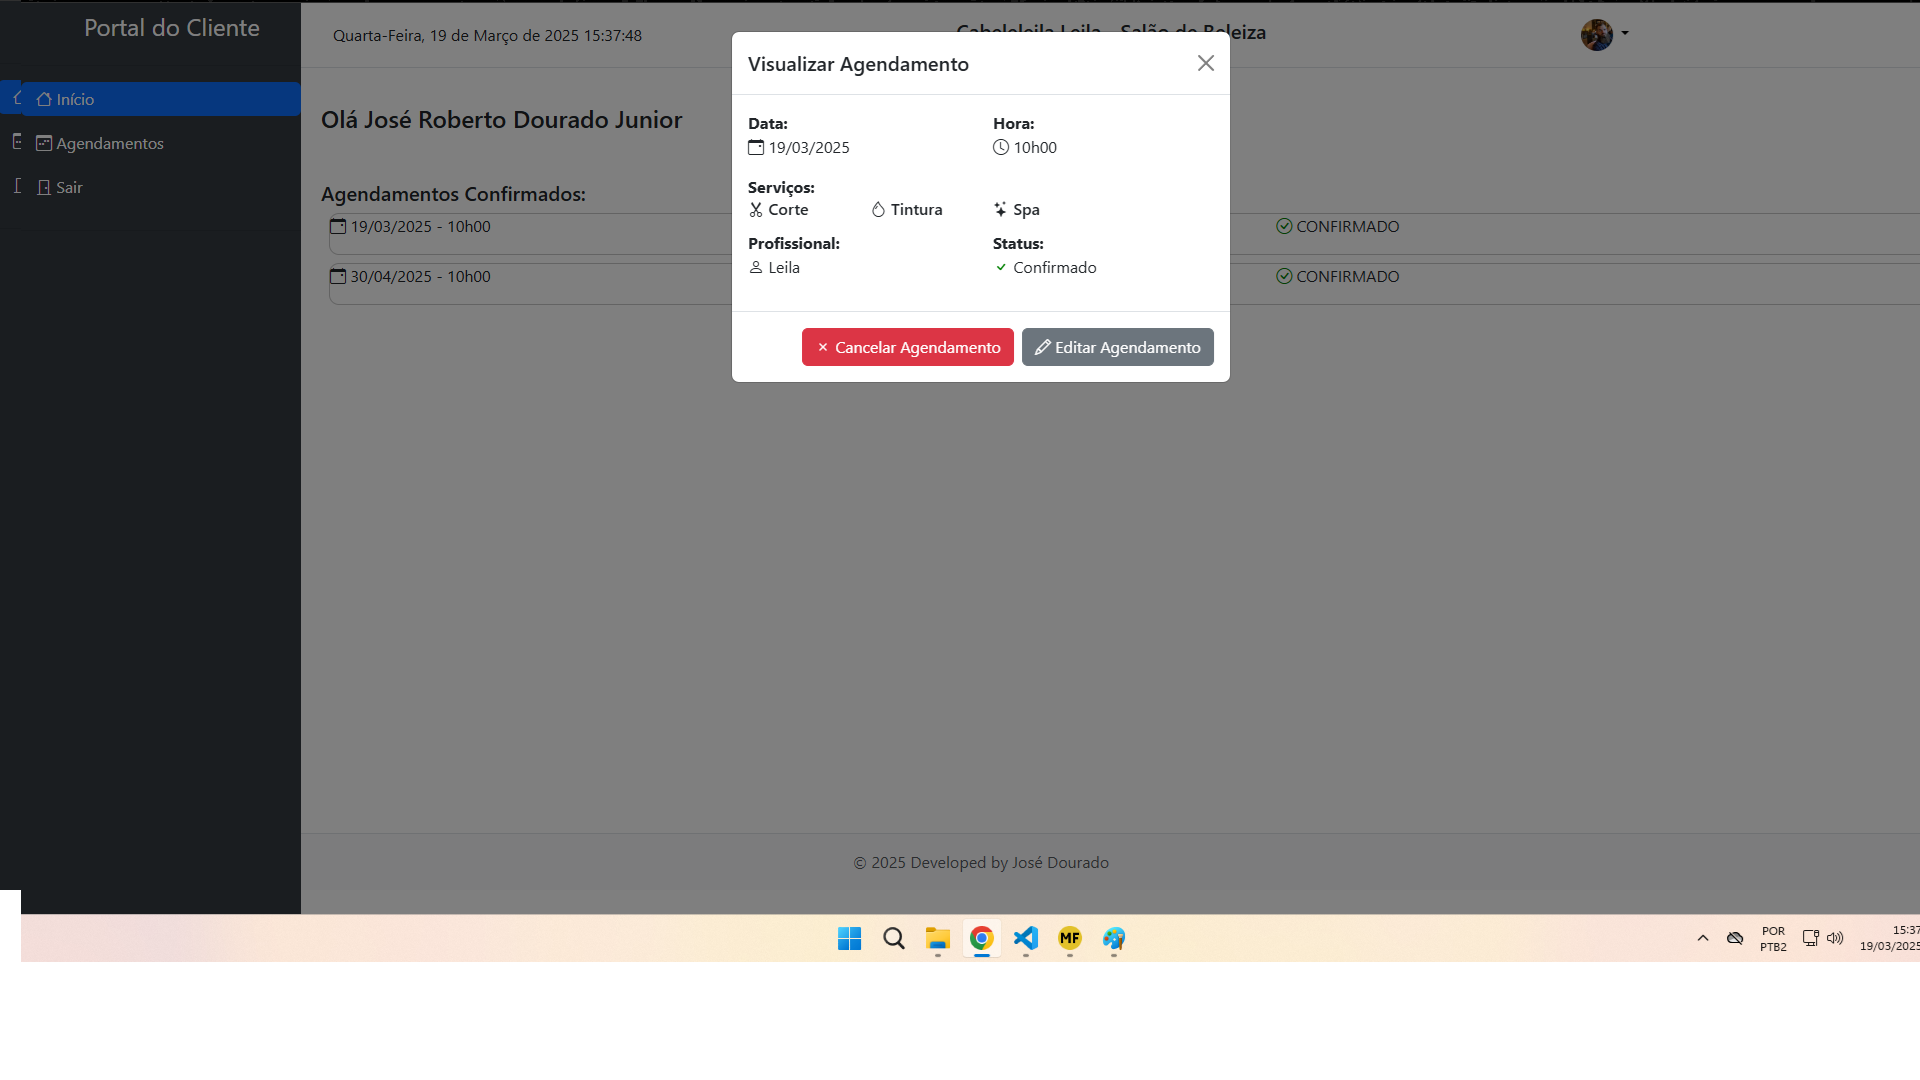 Portal do Cliente
Quarta-Feira, 19 de Março de 2025 15:37:48
Cabeleleila Leila - Salão de Beleiza
Início
Agendamentos
Sair
Olá José Roberto Dourado Junior
Agendamentos Confirmados:
19/03/2025 - 10h00
CONFIRMADO
30/04/2025 - 10h00
CONFIRMADO
Visualizar Agendamento
Data:
Hora:
19/03/2025
10h00
Serviços:
Corte
Tintura
Spa
Profissional:
Status:
Leila
Confirmado
Cancelar Agendamento
Editar Agendamento
© 2025 Developed by José Dourado
MF
POR
PTB2
15:37
19/03/2025